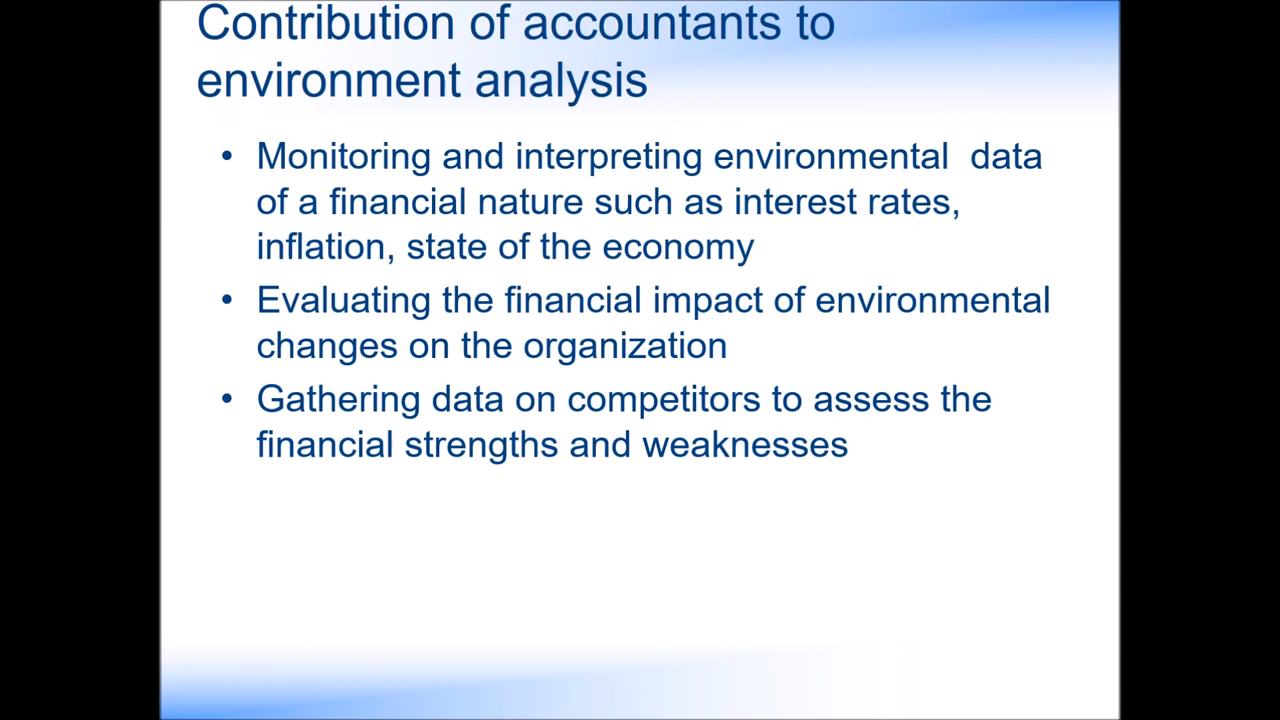 Contribution of accountants to
environment analysis
• Monitoring and interpreting environmental data
of a financial nature such as interest rates,
inflation, state of the economy
• Evaluating the financial impact of environmental
changes on the organization
• Gathering data on competitors to assess the
financial strengths and weaknesses